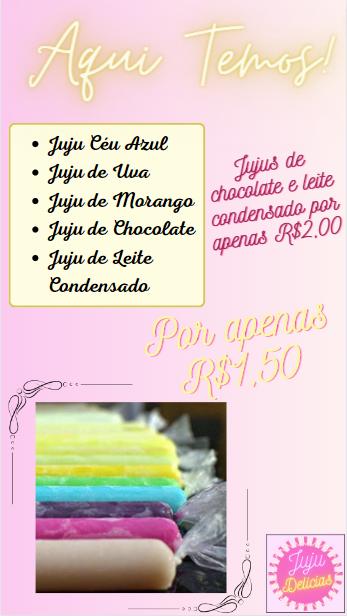 Aqui Temos!
Juju Céu Azul
Juju de Uva
Juju de Morango
Juju de Chocolate
Juju de Leite
Condensado
Jujus de
chocolate e leite
condensado por
apenas R$2,00
Por apenas
R$1,50
Juju
Delícias